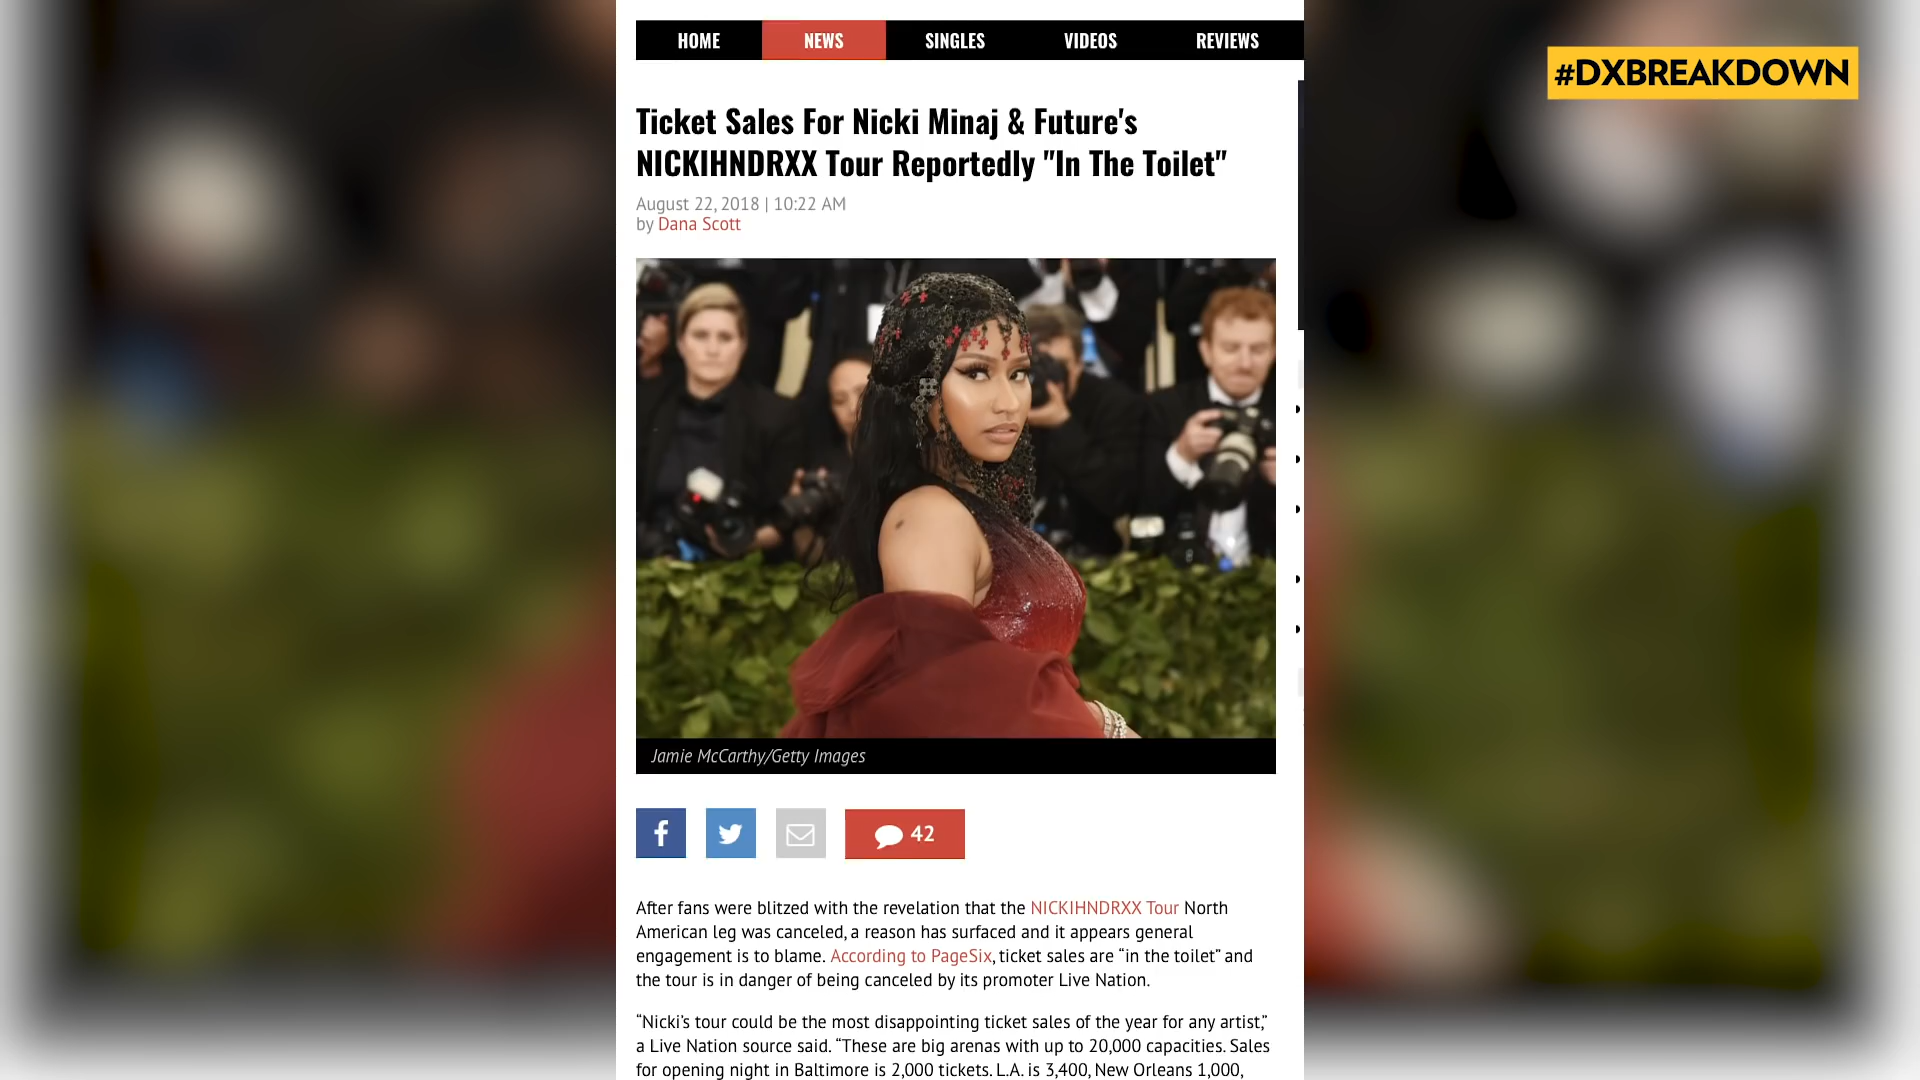 HOME NEWS SINGLES VIDEOS REVIEWS
#DXBREAKDOWN
Ticket Sales For Nicki Minaj & Future's
NICKIHNDRXX Tour Reportedly "In The Toilet"
August 22, 2018 | 10:22 AM
by Dana Scott
Jamie McCarthy/Getty Images
42
After fans were blitzed with the revelation that the NICKIHNDRXX Tour North
American leg was canceled, a reason has surfaced and it appears general
engagement is to blame. According to PageSix, ticket sales are “in the toilet” and
the tour is in danger of being canceled by its promoter Live Nation.
“Nicki’s tour could be the most disappointing ticket sales of the year for any artist,”
a Live Nation source said. “These are big arenas with up to 20,000 capacities. Sales
for opening night in Baltimore is 2,000 tickets. L.A. is 3,400, New Orleans 1,000,